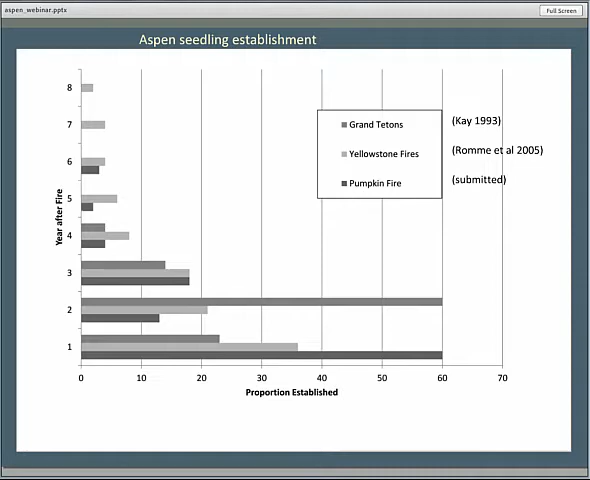 aspen_webinar.pptx
Full Screen
Aspen seedling establishment
8
7
6
5
4
3
2
1
Year after Fire
Grand Tetons (Kay 1993)
Yellowstone Fires (Romme et al 2005)
Pumpkin Fire (submitted)
0 10 20 30 40 50 60 70
Proportion Established